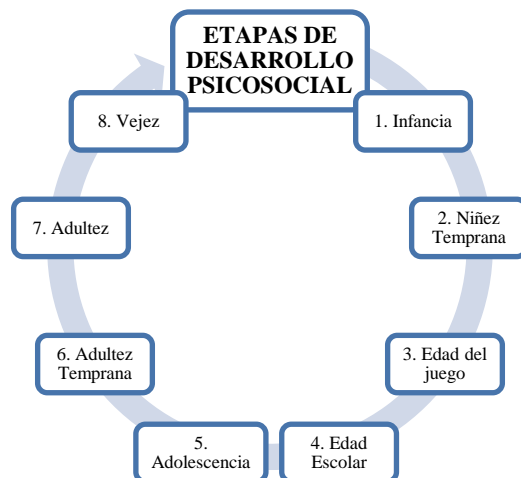 ETAPAS DE
DESARROLLO
PSICOSOCIAL
1. Infancia
2. Niñez
Temprana
3. Edad del
juego
4. Edad
Escolar
5.
Adolescencia
6. Adultez
Temprana
7. Adultez
8. Vejez